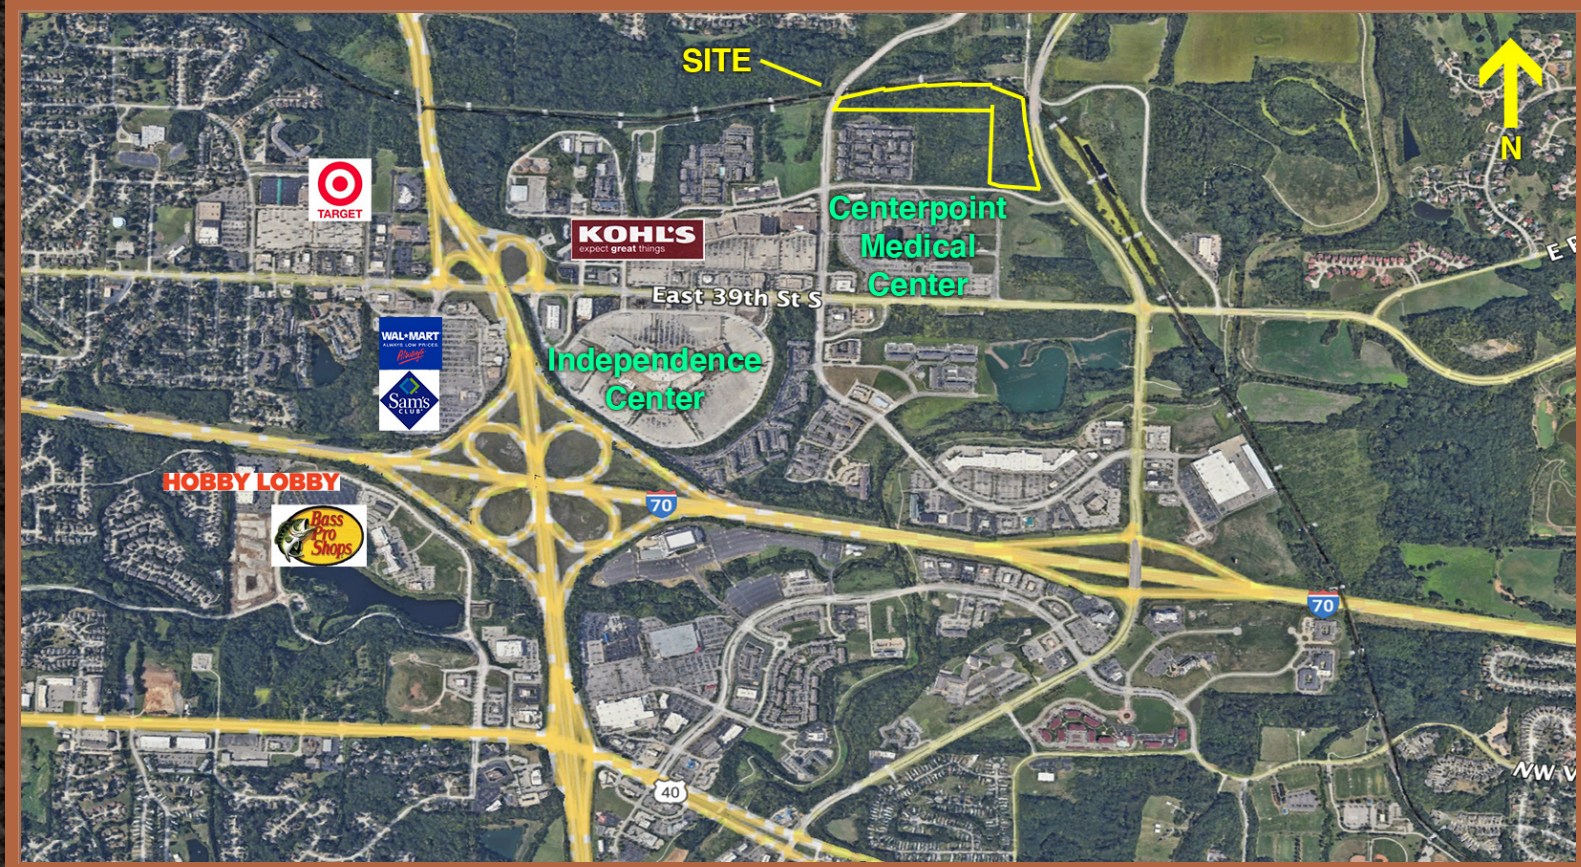 SITE
N
TARGET
KOHL'S
expect great things
Centerpoint
Medical
Center
East 39th St S
WAL★MART
ALWAYS LOW PRICES.
Always
Sam's
CLUB
Independence
Center
HOBBY LOBBY
Bass
Pro
Shops
70
70
40
NW V